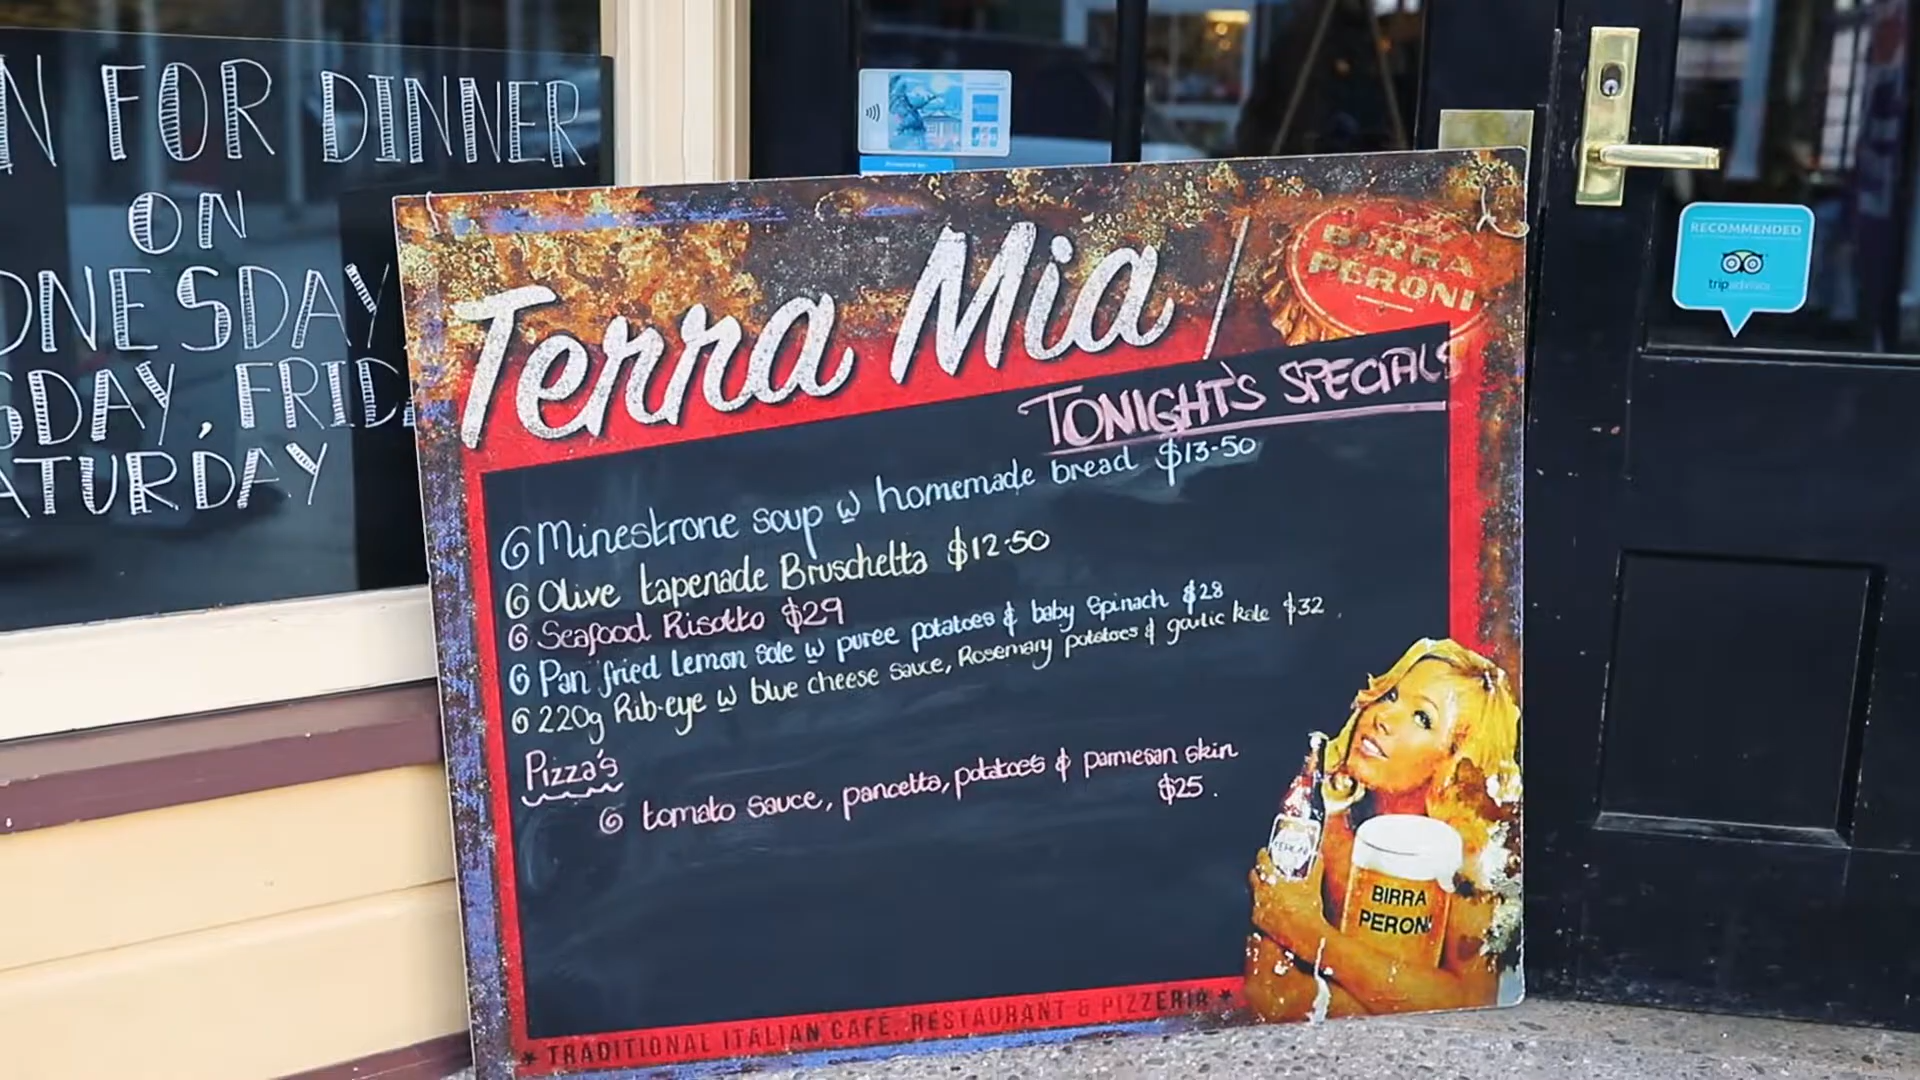 N FOR DINNER
ON
ONESDAY
SDAY, FRID
ATURDAY
Terra Mia
BIRRA
PERONI
TONIGHT'S SPECIALS
Minestrone soup w homemade bread $13-50
Olive tapenade Bruschetta $12-50
Seafood Risotto $29
Pan fried lemon sole w puree potatoes & baby Spinach $28
220g Rib-eye w blue cheese sauce, Rosemary potatoes & garlic kale $32
Pizza's
tomato sauce, pancetta, potatoes & parmesan skin
$25.
PERONI
BIRRA
PERONI
★ TRADITIONAL ITALIAN CAFE, RESTAURANT & PIZZERIA ★
RECOMMENDED
tripadvisor